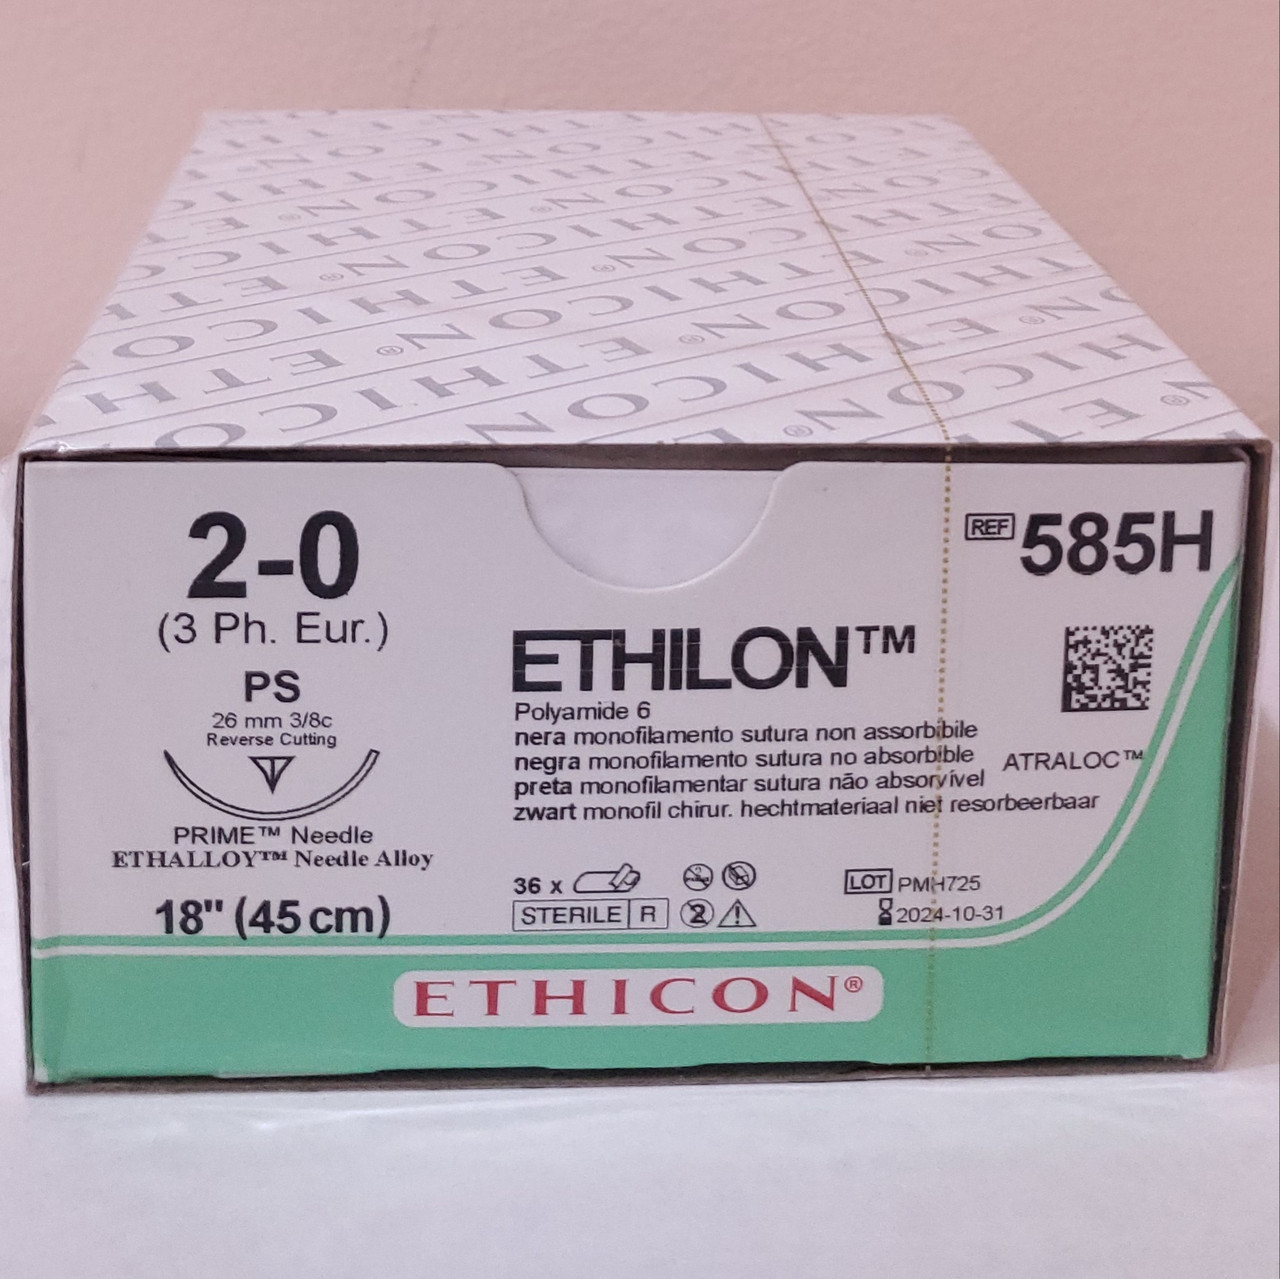 2-0
(3 Ph. Eur.)
PS
26 mm 3/8c
Reverse Cutting
PRIME™ Needle
ETHALLOY™ Needle Alloy
18" (45 cm)
REF 585H
ETHILON™
Polyamide 6
nera monofilamento sutura non assorbibile
negra monofilamento sutura no absorbible
preta monofilamentar sutura não absorvível
zwart monofil chirur. hechtmateriaal niet resorbeerbaar
ATRALOC™
36 x
STERILE R
2
LOT PMH725
2024-10-31
ETHICON®